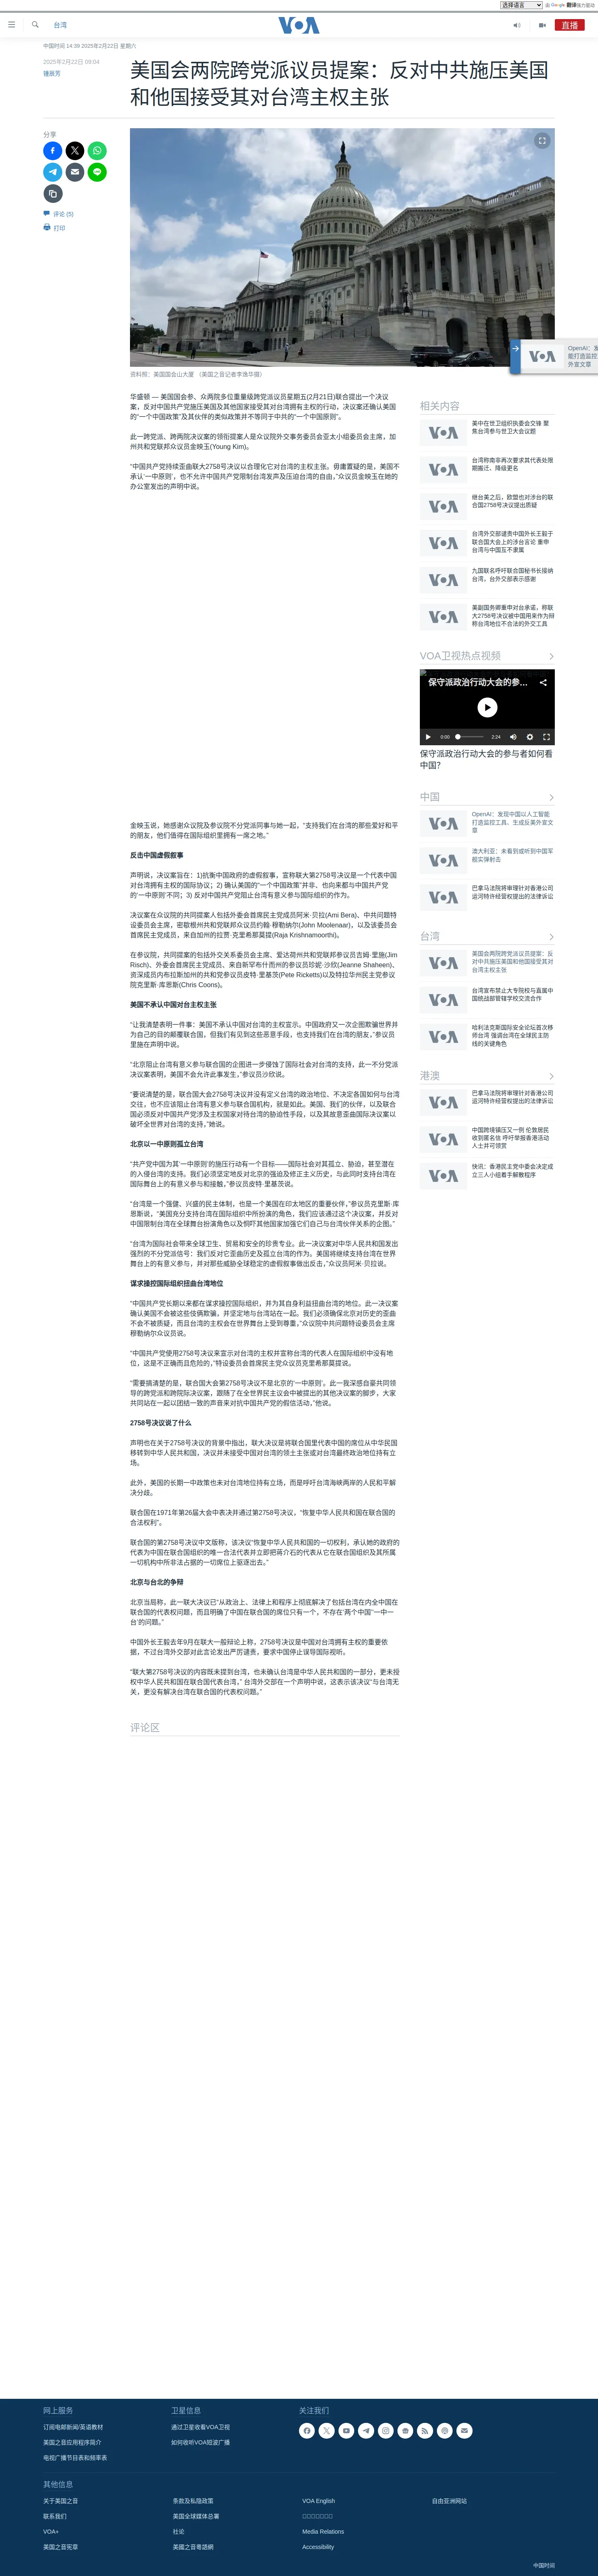 选择语言
由 Google 翻译强力驱动
台湾
VOA
直播
中国时间 14:39 2025年2月22日 星期六
2025年2月22日 09:04
锺辰芳
美国会两院跨党派议员提案：反对中共施压美国
和他国接受其对台湾主权主张
分享
评论 (5)
打印
资料照：美国国会山大厦 （美国之音记者李逸华摄）
OpenAI：发
能打造监控
外宣文章
华盛顿 — 美国国会参、众两院多位重量级跨党派议员星期五(2月21日)联合提出一个决议
案，反对中国共产党施压美国及其他国家接受其对台湾拥有主权的行动，决议案还确认美国
的“一个中国政策”及其伙伴的类似政策并不等同于中共的“一个中国原则”。
此一跨党派、跨两院决议案的领衔提案人是众议院外交事务委员会亚太小组委员会主席，加
州共和党联邦众议员金映玉(Young Kim)。
“中国共产党持续歪曲联大2758号决议以合理化它对台湾的主权主张。毋庸置疑的是，美国不
承认‘一中原则’，也不允许中国共产党限制台湾发声及压迫台湾的自由，”众议员金映玉在她的
办公室发出的声明中说。
金映玉说，她感谢众议院及参议院不分党派同事与她一起，“支持我们在台湾的那些爱好和平
的朋友，他们值得在国际组织里拥有一席之地。”
反击中国虚假叙事
声明说，决议案旨在：1)抗衡中国政府的虚假叙事，宣称联大第2758号决议是一个代表中国
对台湾拥有主权的国际协议；2) 确认美国的“一个中国政策”并非、也向来都与中国共产党
的‘一中原则’不同；3) 反对中国共产党阻止台湾有意义参与国际组织的作为。
决议案在众议院的共同提案人包括外委会首席民主党成员阿米·贝拉(Ami Bera)、中共问题特
设委员会主席，密歇根州共和党联邦众议员约翰·穆勒纳尔(John Moolenaar)，以及该委员会
首席民主党成员，来自加州的拉贾·克里希那莫提(Raja Krishnamoorthi)。
在参议院，共同提案的包括外交关系委员会主席、爱达荷州共和党联邦参议员吉姆·里施(Jim
Risch)、外委会首席民主党成员、来自新罕布什而州的参议员珍妮·沙欣(Jeanne Shaheen)、
资深成员内布拉斯加州的共和党参议员皮特·里基茨(Pete Ricketts)以及特拉华州民主党参议
院克里斯·库恩斯(Chris Coons)。
美国不承认中国对台主权主张
“让我清楚表明一件事：美国不承认中国对台湾的主权宣示。中国政府又一次企图欺骗世界并
为自己的目的颠覆联合国，但我们有见到这些恶意手段，也支持我们在台湾的朋友，”参议员
里施在声明中说。
“北京阻止台湾有意义参与联合国的企图进一步侵蚀了国际社会对台湾的支持，此一不分党派
决议案表明，美国不会允许此事发生，”参议员沙欣说。
“要说清楚的是，联合国大会2758号决议并没有定义台湾的政治地位、不决定各国如何与台湾
交往，也不应该阻止台湾有意义参与联合国机构，就是如此。美国、我们的伙伴，以及联合
国必须反对中国共产党涉及主权国家对待台湾的胁迫性手段，以及其故意歪曲国际决议案以
破坏全世界对台湾的支持，”她说。
北京以一中原则孤立台湾
“共产党中国为其‘一中原则’的施压行动有一个目标——国际社会对其孤立、胁迫，甚至潜在
的入侵台湾的支持。我们必须坚定地反对北京的强迫及修正主义历史，与此同时支持台湾在
国际舞台上的有意义参与和接触，”参议员皮特·里基茨说。
“台湾是一个强健、兴盛的民主体制，也是一个美国在印太地区的重要伙伴，”参议员克里斯·库
恩斯说，“美国充分支持台湾在国际组织中所扮演的角色，我们应该通过这个决议案，并反对
中国限制台湾在全球舞台扮演角色以及恫吓其他国家加强它们自己与台湾伙伴关系的企图。”
“台湾为国际社会带来全球卫生、贸易和安全的珍贵专业。此一决议案对中华人民共和国发出
强烈的不分党派信号：我们反对它歪曲历史及孤立台湾的作为。美国将继续支持台湾在世界
舞台上的有意义参与，并对那些威胁全球稳定的虚假叙事做出反击，”众议员阿米·贝拉说。
谋求操控国际组织扭曲台湾地位
“中国共产党长期以来都在谋求操控国际组织，并为其自身利益扭曲台湾的地位。此一决议案
确认美国不会被这些伎俩欺骗，并坚定地与台湾站在一起。我们必须确保北京对历史的歪曲
不会不被质疑，而且台湾的主权会在世界舞台上受到尊重，”众议院中共问题特设委员会主席
穆勒纳尔众议员说。
“中国共产党使用2758号决议来宣示对台湾的主权并宣称台湾的代表人在国际组织中没有地
位，这是不正确而且危险的，”特设委员会首席民主党众议员克里希那莫提说。
“需要搞清楚的是，联合国大会第2758号决议不是北京的‘一中原则’。此一我深感自豪共同领
导的跨党派和跨院际决议案，跟随了在全世界民主议会中被提出的其他决议案的脚步，大家
共同站在一起以团结一致的声音来对抗中国共产党的假信活动，”他说。
2758号决议说了什么
声明也在关于2758号决议的背景中指出，联大决议是将联合国里代表中国的席位从中华民国
移转到中华人民共和国，决议并未接受中国对台湾的领土主张或对台湾最终政治地位持有立
场。
此外，美国的长期一中政策也未对台湾地位持有立场，而是呼吁台湾海峡两岸的人民和平解
决分歧。
联合国在1971年第26届大会中表决并通过第2758号决议，“恢复中华人民共和国在联合国的
合法权利”。
联合国的第2758号决议中文版称，该决议“恢复中华人民共和国的一切权利，承认她的政府的
代表为中国在联合国组织的唯一合法代表并立即把蒋介石的代表从它在联合国组织及其所属
一切机构中所非法占据的一切席位上驱逐出去。”
北京与台北的争辩
北京当局称，此一联大决议已“从政治上、法律上和程序上彻底解决了包括台湾在内全中国在
联合国的代表权问题，而且明确了中国在联合国的席位只有一个，不存在‘两个中国’‘一中一
台’的问题。”
中国外长王毅去年9月在联大一般辩论上称，2758号决议是中国对台湾拥有主权的重要依
据，不过台湾外交部对此言论发出严厉谴责，要求中国停止误导国际视听。
“联大第2758号决议的内容既未提到台湾，也未确认台湾是中华人民共和国的一部分，更未授
权中华人民共和国在联合国代表台湾，” 台湾外交部在一个声明中说，这表示该决议“与台湾无
关，更没有解决台湾在联合国的代表权问题。”
评论区
相关内容
美中在世卫组织执委会交锋 聚
焦台湾参与世卫大会议题
台湾称南非再次要求其代表处限
期搬迁、降级更名
继台美之后，欧盟也对涉台的联
合国2758号决议提出质疑
台湾外交部谴责中国外长王毅于
联合国大会上的涉台言论 重申
台湾与中国互不隶属
九国联名呼吁联合国秘书长接纳
台湾，台外交部表示感谢
美副国务卿重申对台承诺，称联
大2758号决议被中国用来作为辩
称台湾地位不合法的外交工具
VOA卫视热点视频
保守派政治行动大会的参...
0:00
2:24
保守派政治行动大会的参与者如何看
中国？
中国
OpenAI：发现中国以人工智能
打造监控工具、生成反美外宣文
章
澳大利亚：未看到或听到中国军
舰实弹射击
巴拿马法院将审理针对香港公司
运河特许经营权提出的法律诉讼
台湾
美国会两院跨党派议员提案：反
对中共施压美国和他国接受其对
台湾主权主张
台湾宣布禁止大专院校与直属中
国统战部管辖学校交流合作
哈利法克斯国际安全论坛首次移
师台湾 强调台湾在全球民主防
线的关键角色
港澳
巴拿马法院将审理针对香港公司
运河特许经营权提出的法律诉讼
中国跨境镇压又一例 伦敦居民
收到匿名信 呼吁举报香港活动
人士并可领赏
快讯：香港民主党中委会决定成
立三人小组着手解散程序
网上服务
订阅电邮新闻/英语教材
美国之音应用程序简介
电视广播节目表和频率表
卫星信息
通过卫星收看VOA卫视
如何收听VOA短波广播
关注我们
其他信息
关于美国之音
联系我们
VOA+
美国之音宪章
条款及私隐政策
美国全球媒体总署
社论
美國之音粵語網
VOA English
Media Relations
Accessibility
自由亚洲网站
中国时间